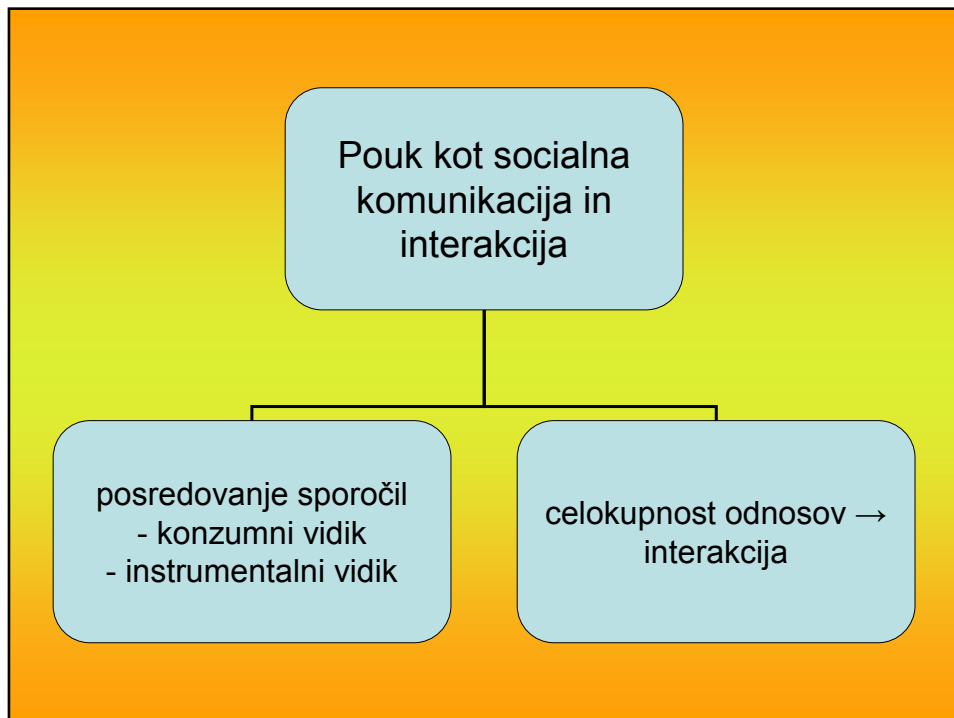 Pouk kot socialna
komunikacija in
interakcija
posredovanje sporočil
- konzumni vidik
- instrumentalni vidik
celokupnost odnosov →
interakcija